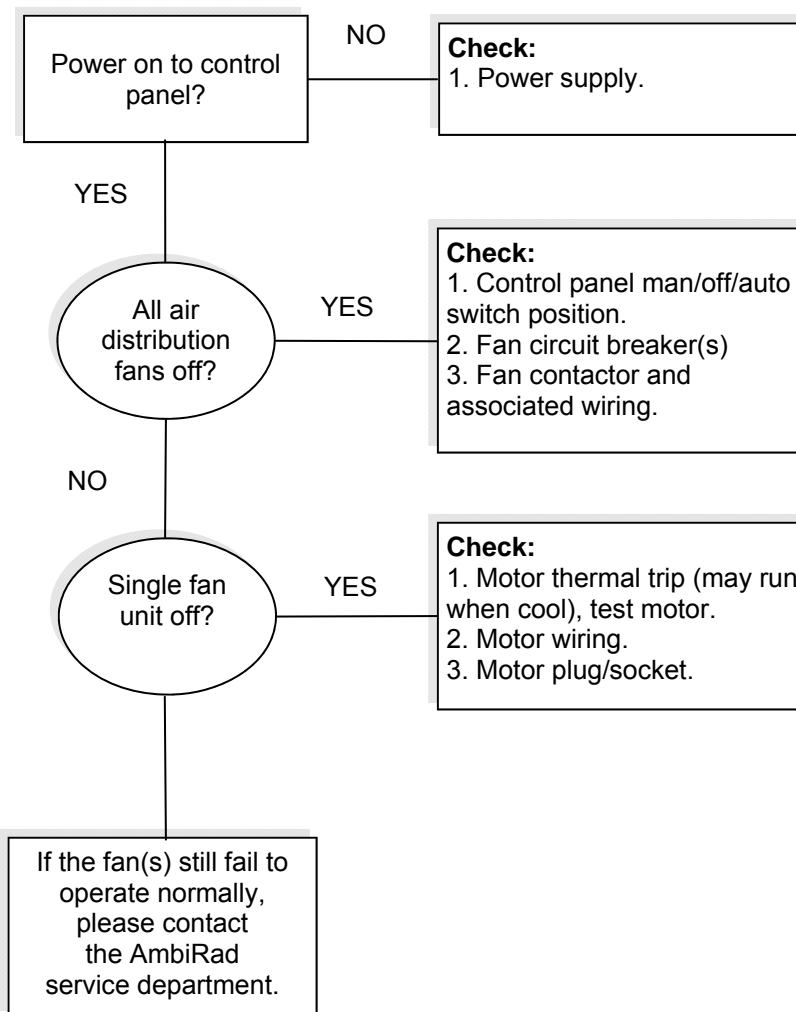 Power on to control
panel?
NO
Check:
1. Power supply.
YES
All air
distribution
fans off?
YES
Check:
1. Control panel man/off/auto
switch position.
2. Fan circuit breaker(s)
3. Fan contactor and
associated wiring.
NO
Single fan
unit off?
YES
Check:
1. Motor thermal trip (may run
when cool), test motor.
2. Motor wiring.
3. Motor plug/socket.
If the fan(s) still fail to
operate normally,
please contact
the AmbiRad
service department.